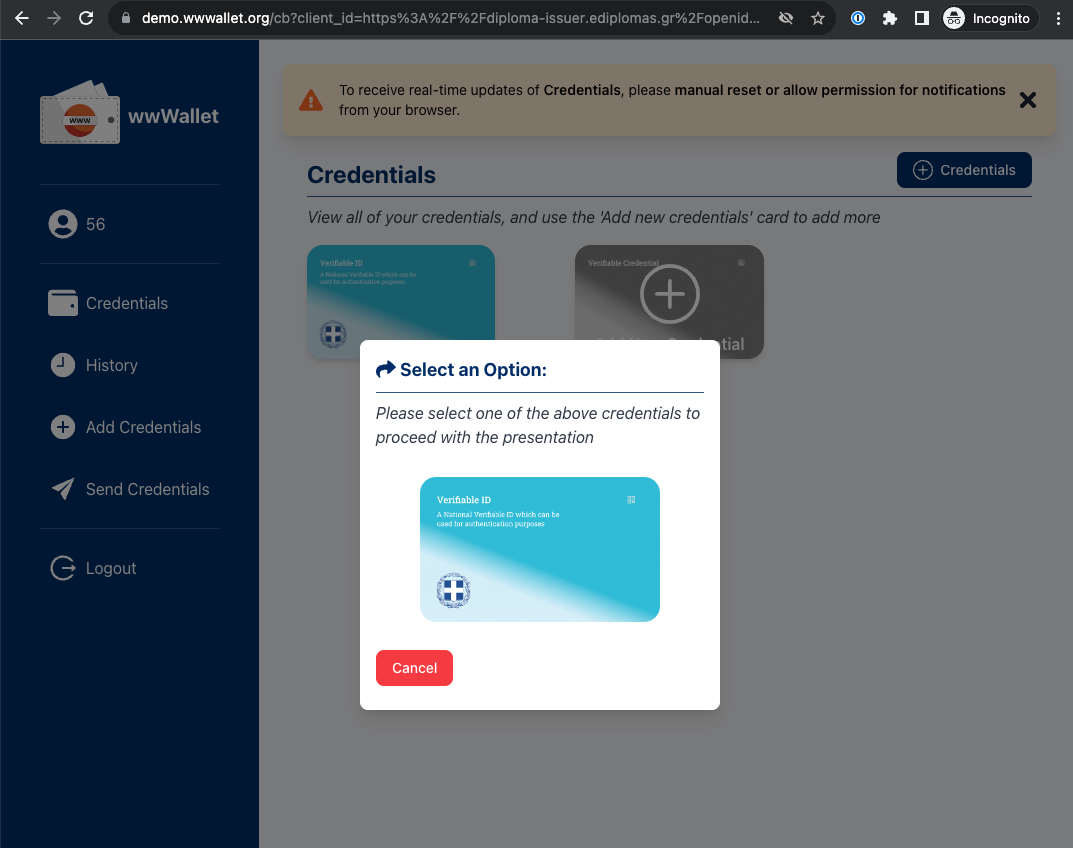 demo.wwwallet.org/cb?client_id=https%3A%2F%2Fdiploma-issuer.ediplomas.gr%2Fopenid...
Incognito
www
wwWallet
56
Credentials
History
Add Credentials
Send Credentials
Logout
To receive real-time updates of Credentials, please manual reset or allow permission for notifications
from your browser.
Credentials
Credentials
View all of your credentials, and use the 'Add new credentials' card to add more
Verifiable ID
A National Verifiable ID which can be
used for authentication purposes
Verifiable Credential
Select an Option:
Please select one of the above credentials to
proceed with the presentation
Verifiable ID
A National Verifiable ID which can be
used for authentication purposes
Cancel